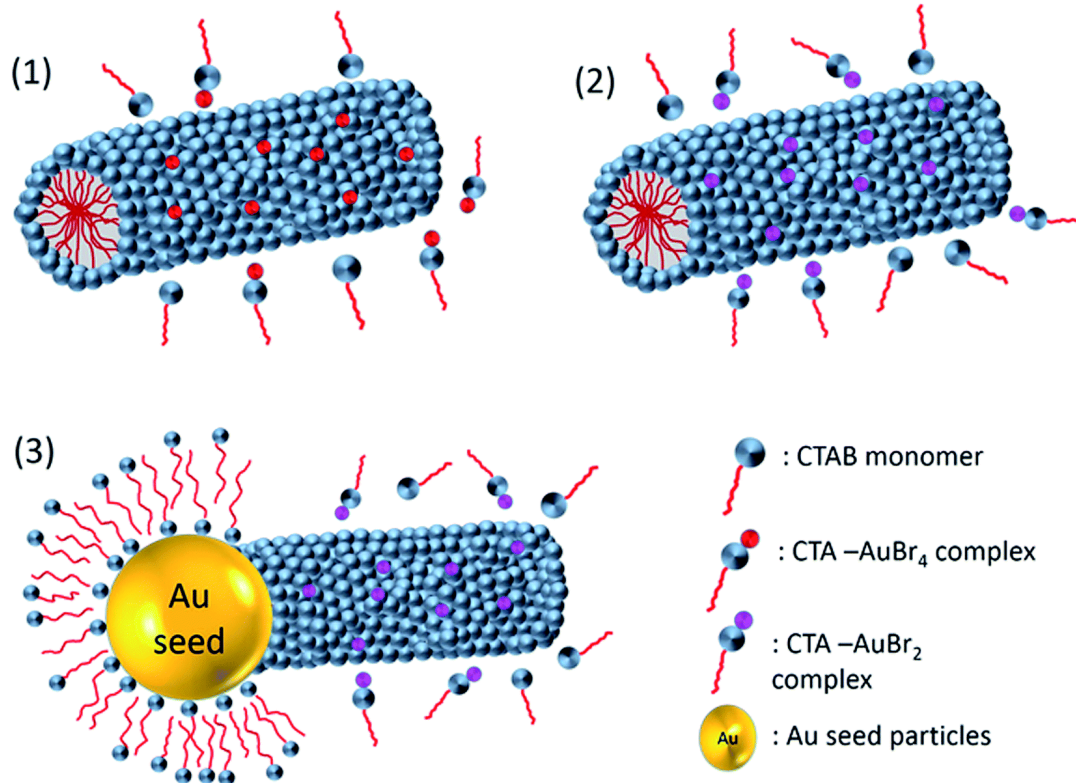 (1)
(2)
(3)
Au
seed
: CTAB monomer
: CTA –AuBr₄ complex
: CTA –AuBr₂
complex
Au
: Au seed particles